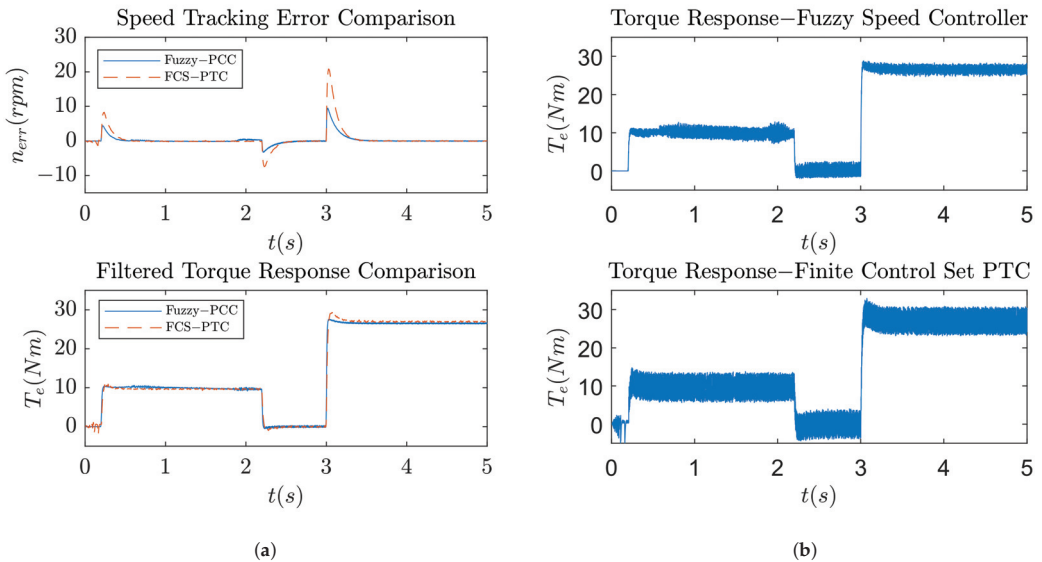 Speed Tracking Error Comparison
30
20
10
0
−10
n_err(rpm)
Fuzzy−PCC
FCS−PTC
0 1 2 3 4 5
t(s)
Filtered Torque Response Comparison
30
20
10
0
T_e(Nm)
Fuzzy−PCC
FCS−PTC
0 1 2 3 4 5
t(s)
(a)
Torque Response−Fuzzy Speed Controller
30
20
10
0
T_e(Nm)
0 1 2 3 4 5
t(s)
Torque Response−Finite Control Set PTC
30
20
10
0
T_e(Nm)
0 1 2 3 4 5
t(s)
(b)